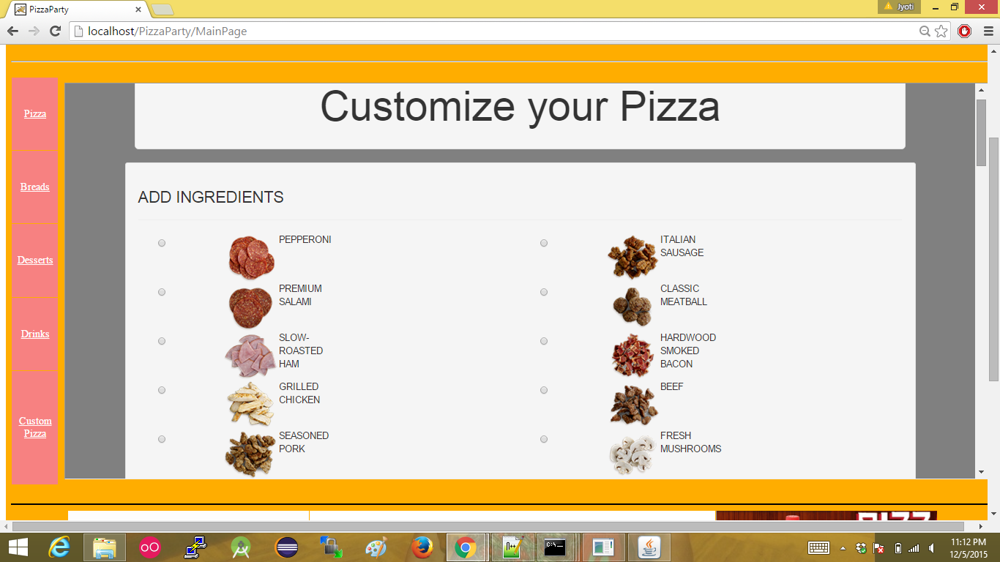 PizzaParty
Jyoti
localhost/PizzaParty/MainPage
Pizza
Breads
Desserts
Drinks
Custom
Pizza
Customize your Pizza
ADD INGREDIENTS
PEPPERONI
ITALIAN
SAUSAGE
PREMIUM
SALAMI
CLASSIC
MEATBALL
SLOW-
ROASTED
HAM
HARDWOOD
SMOKED
BACON
GRILLED
CHICKEN
BEEF
SEASONED
PORK
FRESH
MUSHROOMS
11:12 PM
12/5/2015